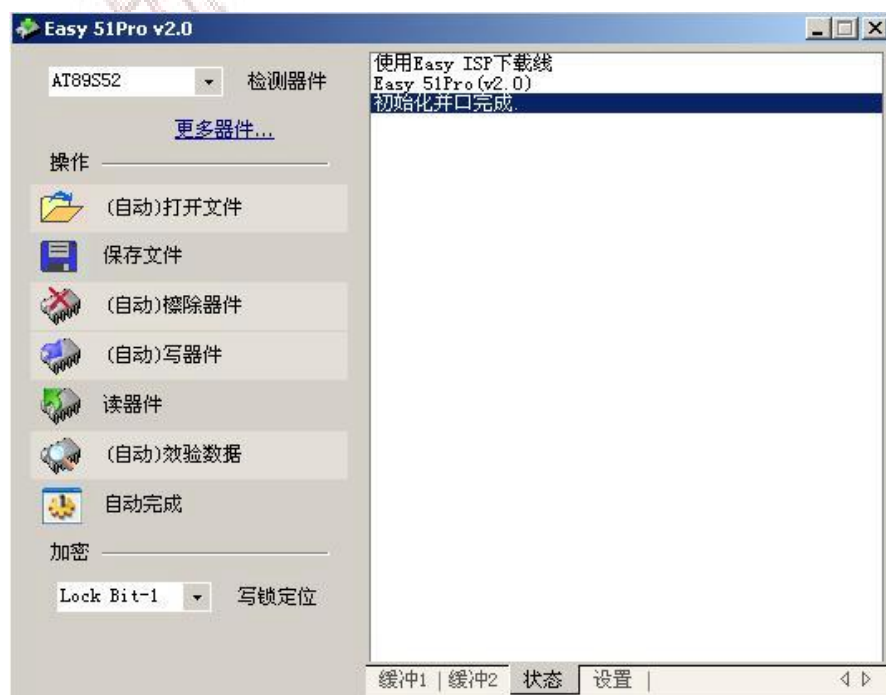 Easy 51Pro v2.0
AT89S52
检测器件
更多器件...
操作
(自动)打开文件
保存文件
(自动)擦除器件
(自动)写器件
读器件
(自动)效验数据
自动完成
加密
Lock Bit-1
写锁定位
使用Easy ISP下载线
Easy 51Pro(v2.0)
初始化并口完成.
缓冲1 | 缓冲2 状态 设置 |